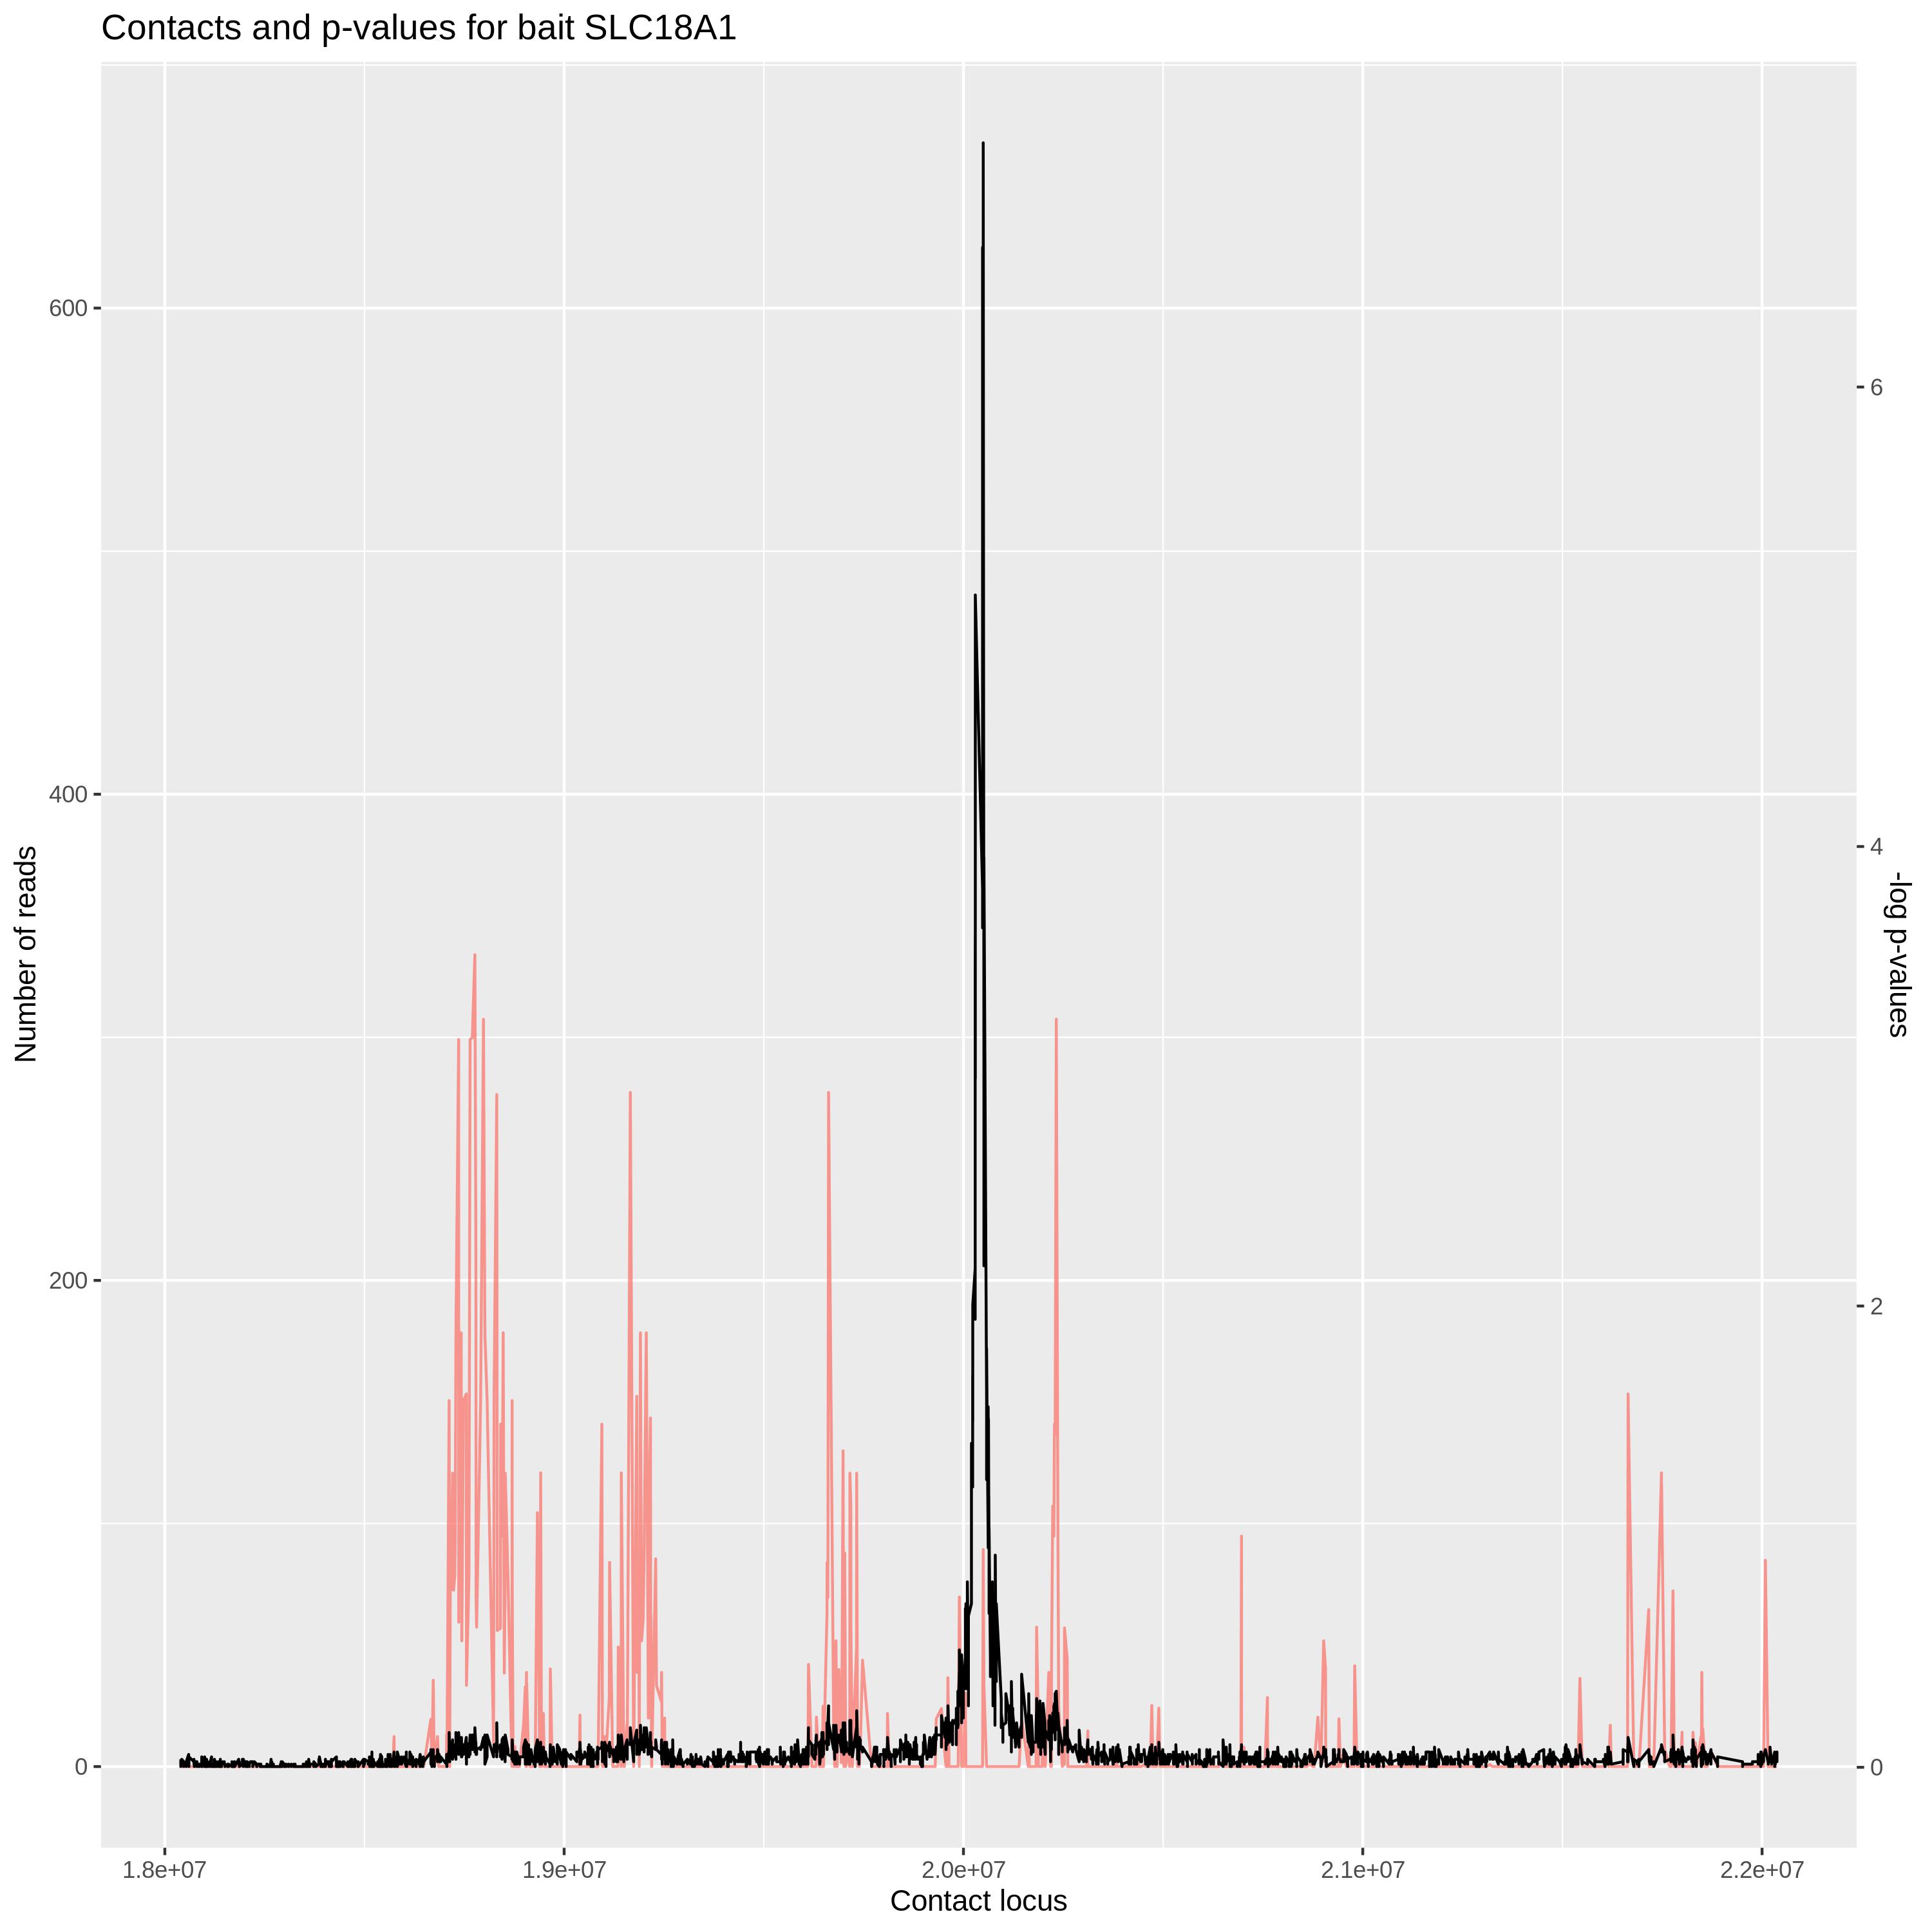 Contacts and p-values for bait SLC18A1
Number of reads
600
400
200
0
6
4
2
0
-log p-values
1.8e+07
1.9e+07
2.0e+07
2.1e+07
2.2e+07
Contact locus